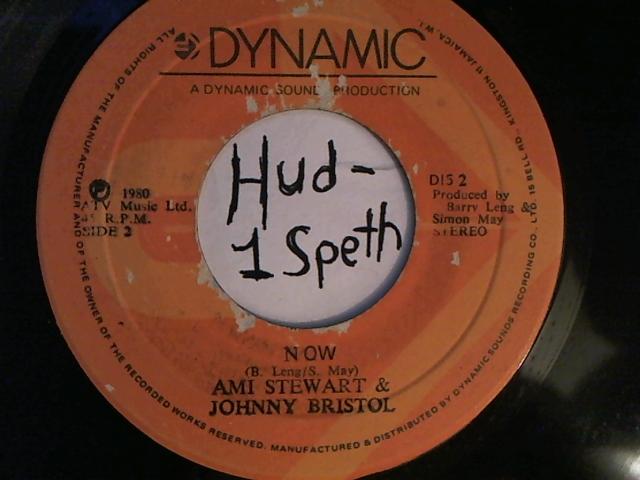 DYNAMIC
A DYNAMIC SOUND PRODUCTION
Hud-
1 Speth
℗ 1980
ATV Music Ltd.
45 R.P.M.
SIDE 2
DIS 2
Produced by
Barry Leng &
Simon May
STEREO
NOW
(B. Leng/S. May)
AMI STEWART &
JOHNNY BRISTOL
ALL RIGHTS OF THE MANUFACTURER AND OF THE OWNER OF THE RECORDED WORKS RESERVED. MANUFACTURED & DISTRIBUTED BY DYNAMIC SOUNDS RECORDING CO., LTD. 15 BELL RD., KINGSTON 11 JAMAICA, W.I.